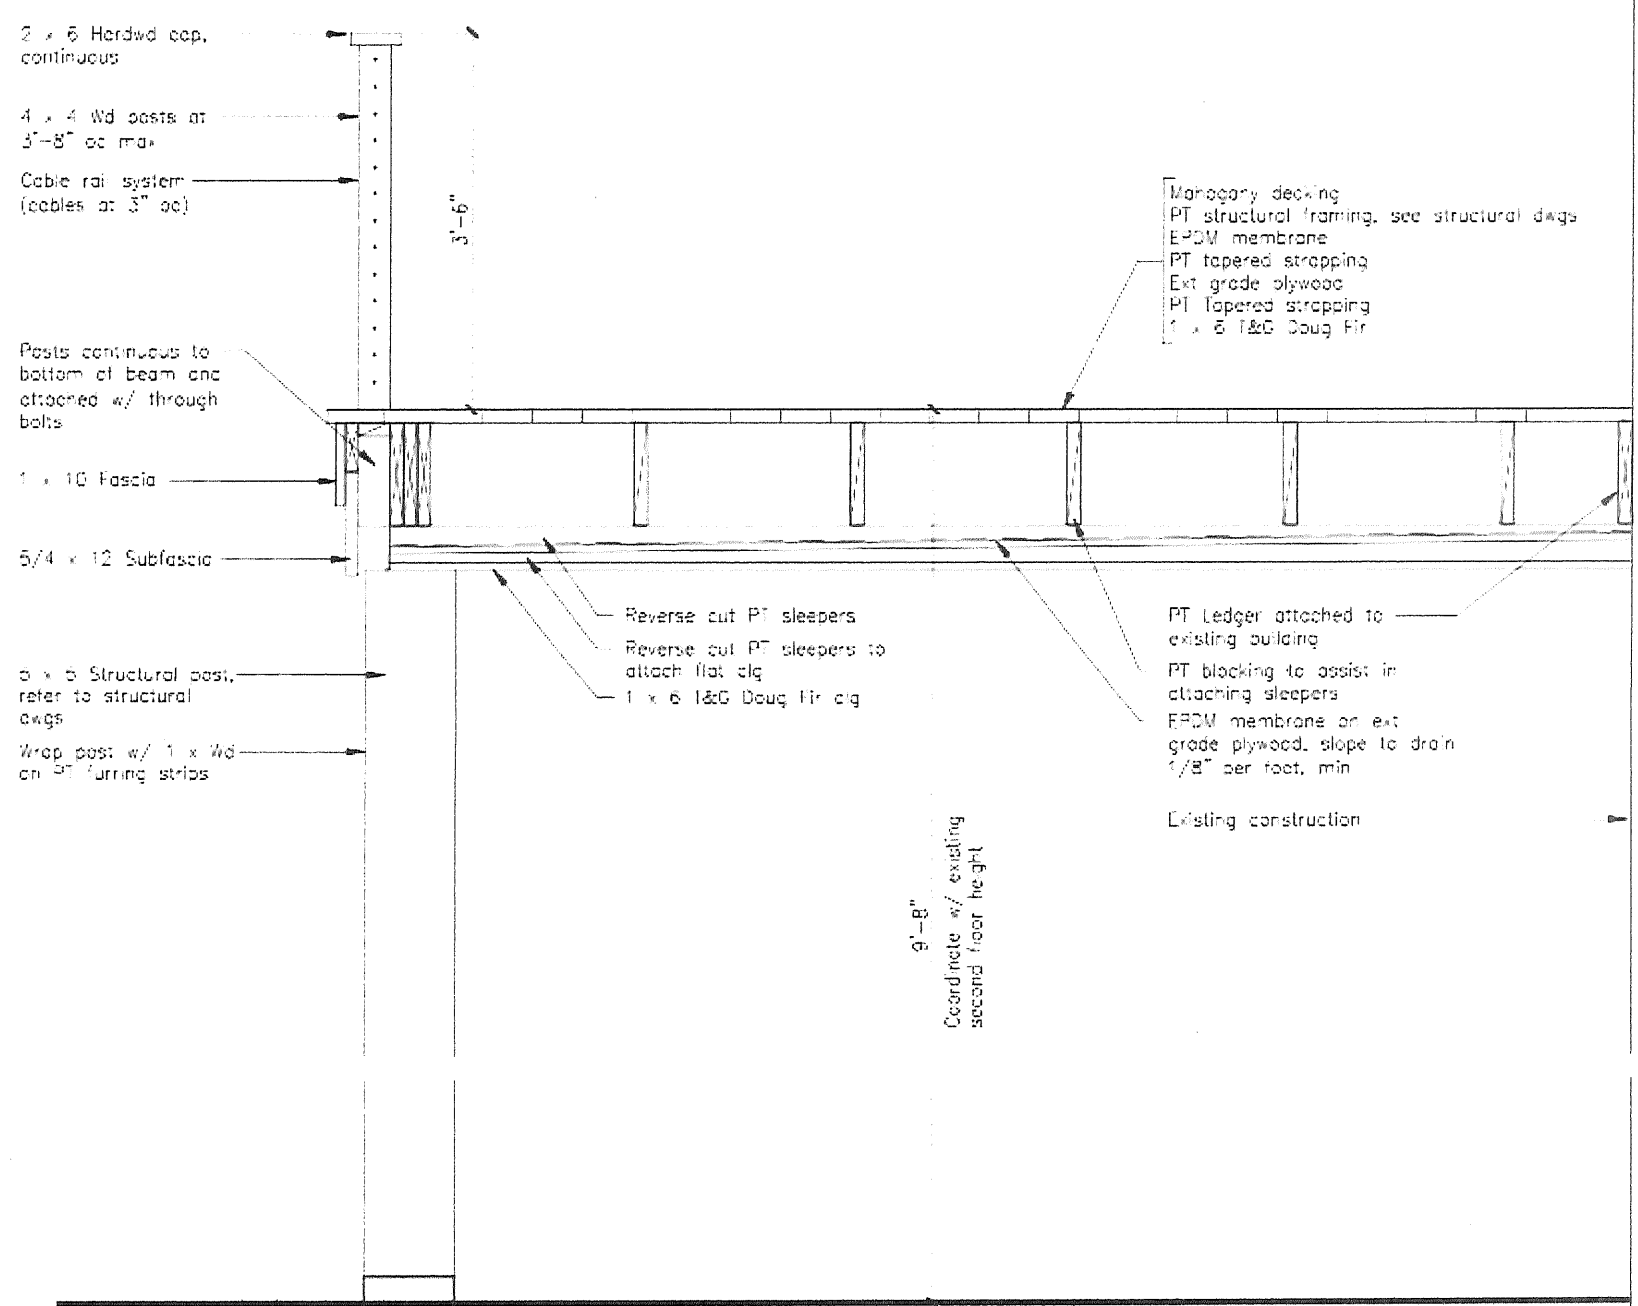 2 x 6 Hardwd cap,
continuous
4 x 4 Wd posts at
3'-8" oc max
Cable rail system
(cables at 3" oc)
3'-6"
Mahogany decking
PT structural framing, see structural dwgs
EPDM membrane
PT tapered strapping
Ext grade plywood
PT Tapered strapping
1 x 6 T&G Doug Fir
Posts continuous to
bottom of beam and
attached w/ through
bolts
1 x 10 Fascia
5/4 x 12 Subfascia
Reverse cut PT sleepers
Reverse cut PT sleepers to
attach flat clg
1 x 6 T&G Doug Fir clg
PT Ledger attached to
existing building
PT blocking to assist in
attaching sleepers
EPDM membrane on ext
grade plywood, slope to drain
1/8" per foot, min
6 x 6 Structural post,
refer to structural
dwgs
Wrap post w/ 1 x Wd
on PT furring strips
Existing construction
9'-8"
Coordinate w/ existing
second floor height